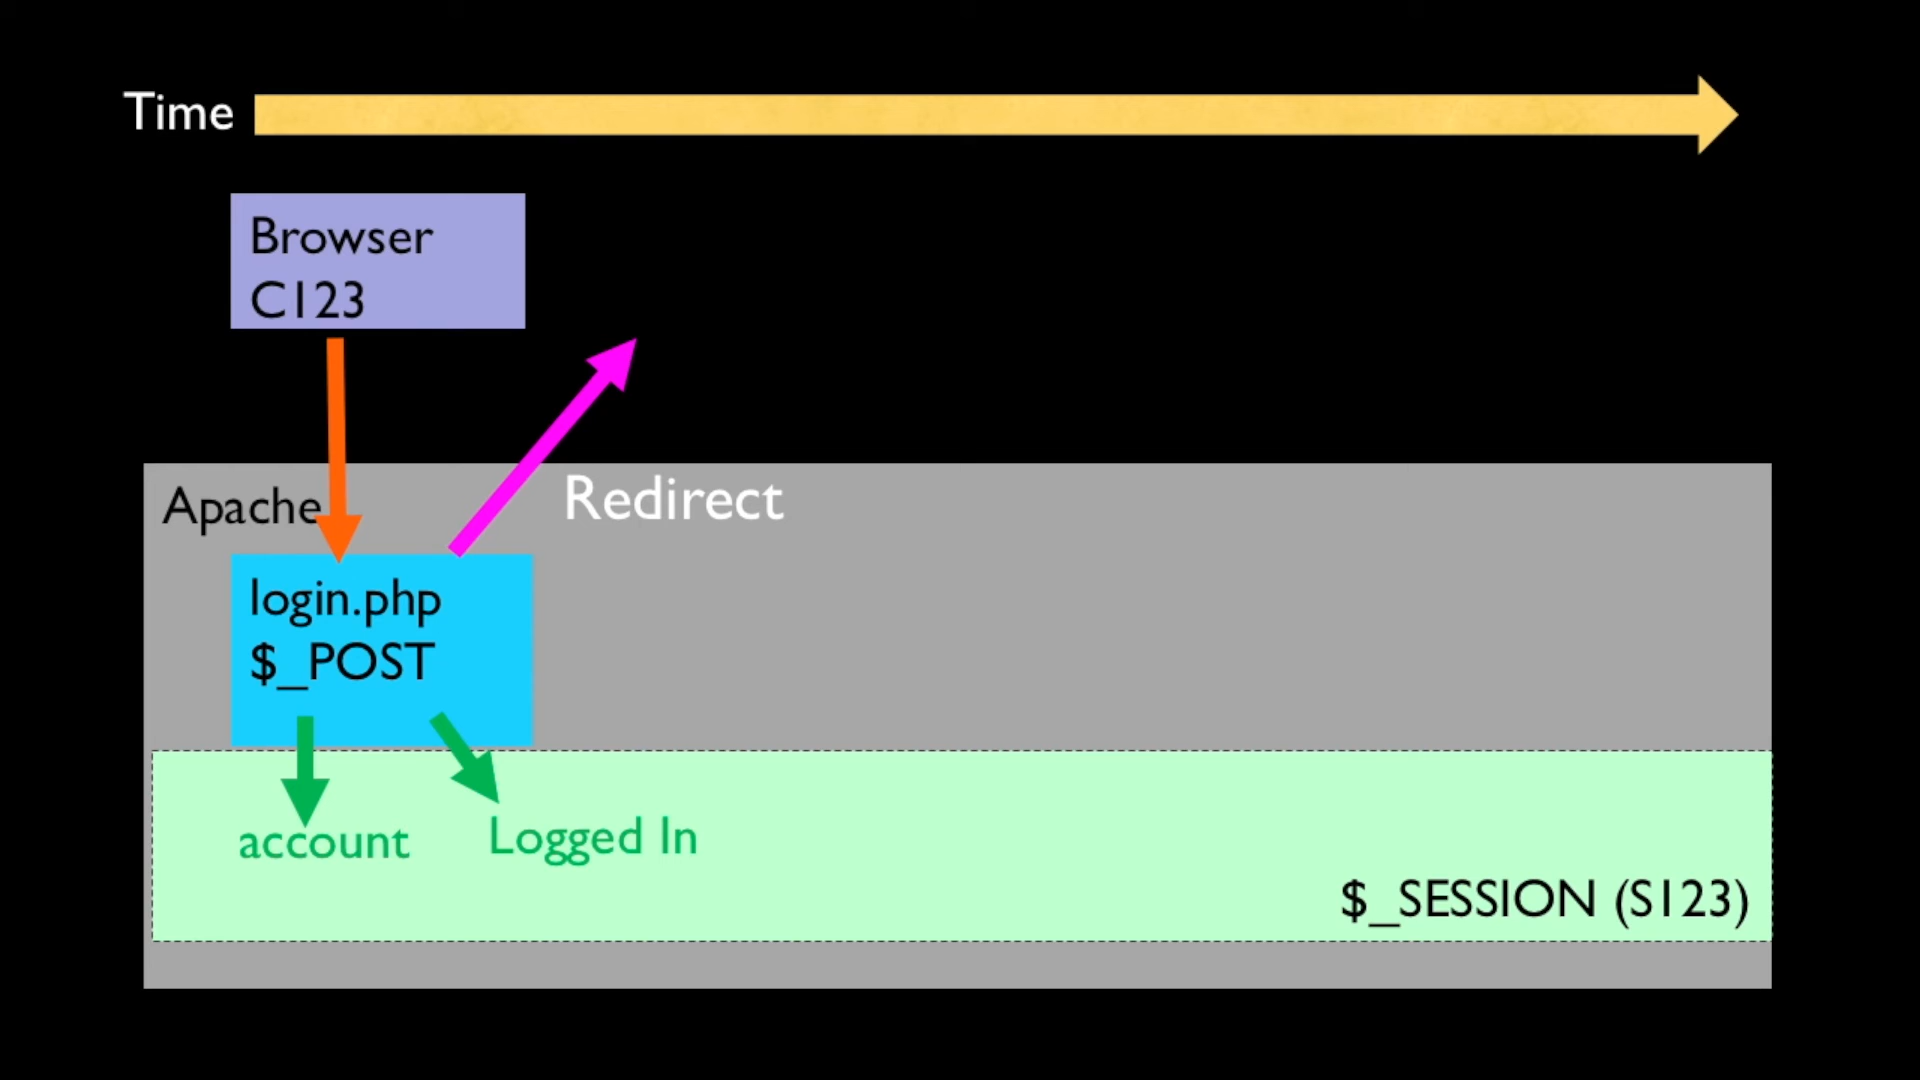 Time
Browser
C123
Apache
Redirect
login.php
$_POST
account
Logged In
$_SESSION (S123)